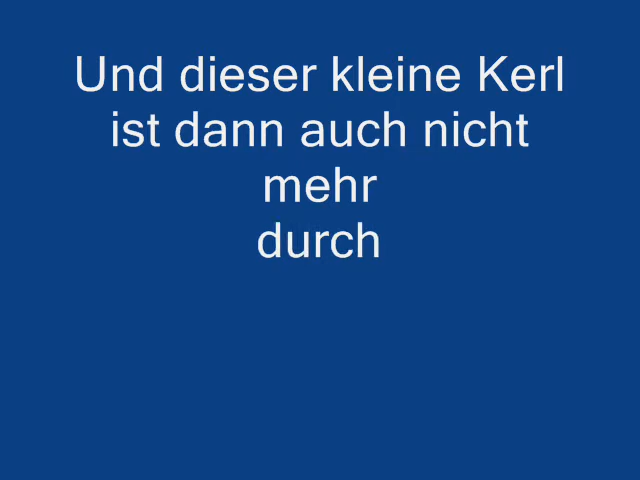 Und dieser kleine Kerl
ist dann auch nicht
mehr
durch